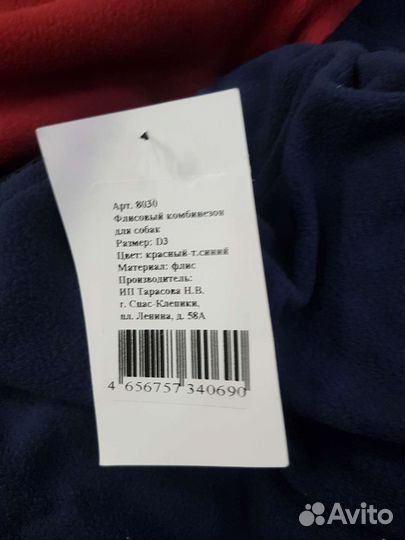 Арт. 8030
Флисовый комбинезон
для собак
Размер: D3
Цвет: красный-т.синий
Материал: флис
Производитель:
ИП Тарасова Н.В.
г. Спас-Клепики,
пл. Ленина, д. 58А
4 656757 340690
Avito